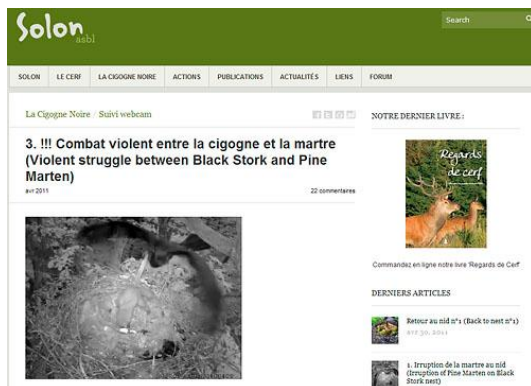 Solon
asbl
Search
SOLON
LE CERF
LA CIGOGNE NOIRE
ACTIONS
PUBLICATIONS
ACTUALITÉS
LIENS
FORUM
La Cigogne Noire / Suivi webcam
3. !!! Combat violent entre la cigogne et la martre
(Violent struggle between Black Stork and Pine
Marten)
avr 2011
22 commentaires
NOTRE DERNIER LIVRE :
Regards
de cerf
Commandez en ligne notre livre 'Regards de Cerf'
DERNIERS ARTICLES
Retour au nid n°1 (Back to nest n°1)
avr 30, 2011
1. Irruption de la martre au nid
(Irruption of Pine Marten on Black
Stork nest)